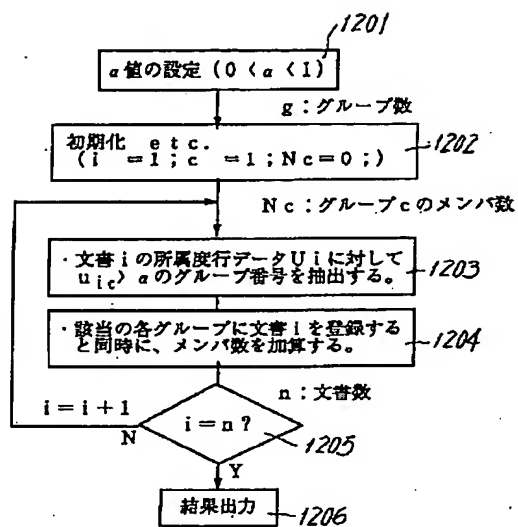 1201
α値の設定 (0 < α < 1)
g:グループ数
初期化 etc.
(i =1;c =1;Nc=0;)
1202
Nc:グループcのメンバ数
・文書iの所属度行データUiに対して
uic〉αのグループ番号を抽出する。
1203
・該当の各グループに文書iを登録する
と同時に、メンバ数を加算する。
1204
n:文書数
i=i+1
N
i=n?
1205
Y
結果出力
1206